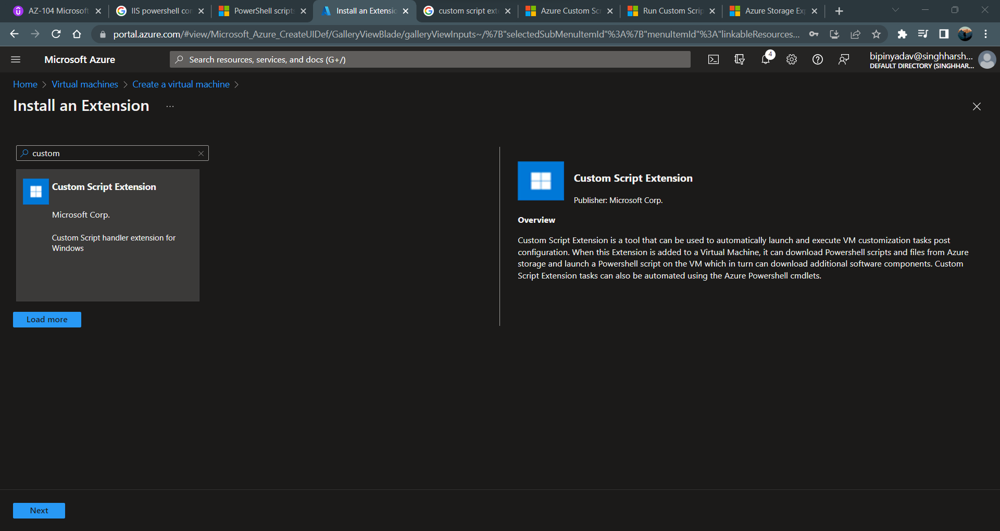 AZ-104 Microsoft
IIS powershell con
PowerShell scripts
Install an Extensio
custom script exte
Azure Custom Scr
Run Custom Scrip
Azure Storage Exp
portal.azure.com/#view/Microsoft_Azure_CreateUIDef/GalleryViewBlade/galleryViewInputs~/%7B"selectedSubMenuItemId"%3A%7B"menuItemId"%3A"linkableResources...
Microsoft Azure
Search resources, services, and docs (G+/)
4
bipinyadav@singhharsh...
DEFAULT DIRECTORY (SINGHHAR...
Home > Virtual machines > Create a virtual machine >
Install an Extension ...
custom
Custom Script Extension
Microsoft Corp.
Custom Script handler extension for
Windows
Load more
Custom Script Extension
Publisher: Microsoft Corp.
Overview
Custom Script Extension is a tool that can be used to automatically launch and execute VM customization tasks post
configuration. When this Extension is added to a Virtual Machine, it can download Powershell scripts and files from Azure
storage and launch a Powershell script on the VM which in turn can download additional software components. Custom
Script Extension tasks can also be automated using the Azure Powershell cmdlets.
Next